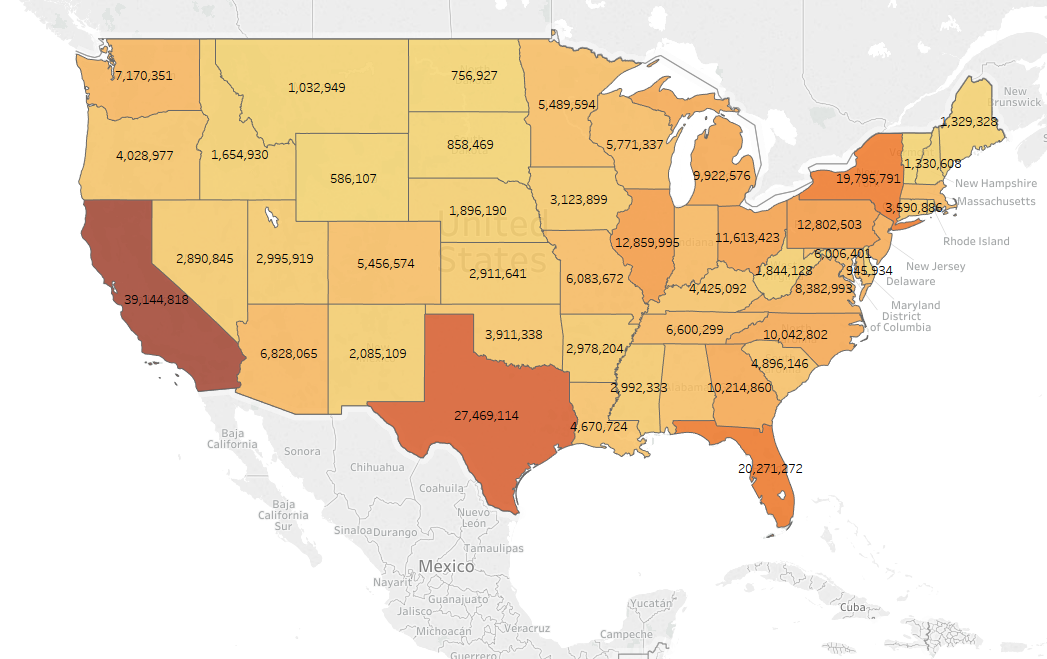 7,170,351
1,032,949
756,927
5,489,594
New
Brunswick
1,329,328
4,028,977
1,654,930
858,469
5,771,337
9,922,576
1,330,608
586,107
19,795,791
New Hampshire
Massachusetts
1,896,190
3,123,899
3,590,886
United
States
12,802,503
Rhode Island
2,890,845
2,995,919
5,456,574
2,911,641
12,859,995
Indiana
11,613,423
6,006,401
1,844,128
945,934
New Jersey
Delaware
39,144,818
6,083,672
4,425,092
8,382,993
Maryland
District
of Columbia
6,828,065
2,085,109
3,911,338
2,978,204
6,600,299
10,042,802
4,896,146
27,469,114
2,992,333
Alabama
10,214,860
4,670,724
20,271,272
Baja
California
Sonora
Chihuahua
Coahuila
Baja
California
Sur
Sinaloa
Durango
Nuevo
León
Tamaulipas
México
Nayarit
Guanajuato
Jalisco
Michoacán
Veracruz
Guerrero
Yucatán
Campeche
Cuba